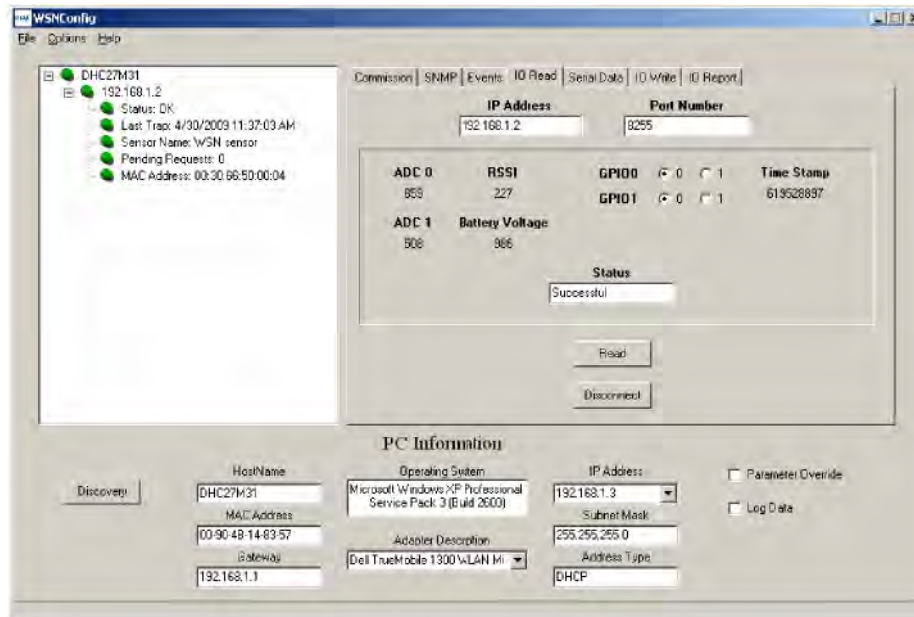 WSNConfig
File Options Help
DHC27M31
192.168.1.2
Status: OK
Last Trap: 4/30/2009 11:37:03 AM
Sensor Name: WSN sensor
Pending Requests: 0
MAC Address: 00:30:66:50:00:04
Commission SNMP Events IO Read Serial Data IO Write IO Report
IP Address Port Number
192.168.1.2 8255
ADC 0 RSSI GPIO0 0 1 Time Stamp
859 227 GPIO1 0 1 619528897
ADC 1 Battery Voltage
508 986
Status
Successful
Read
Disconnect
PC Information
HostName Operating System IP Address
Discovery DHC27M31 Microsoft Windows XP Professional 192.168.1.3 Parameter Override
Service Pack 3 (Build 2600)
MAC Address Subnet Mask Log Data
00-90-4B-14-83-57 Adapter Description 255.255.255.0
Gateway Dell TrueMobile 1300 WLAN Mi Address Type
192.168.1.1 DHCP